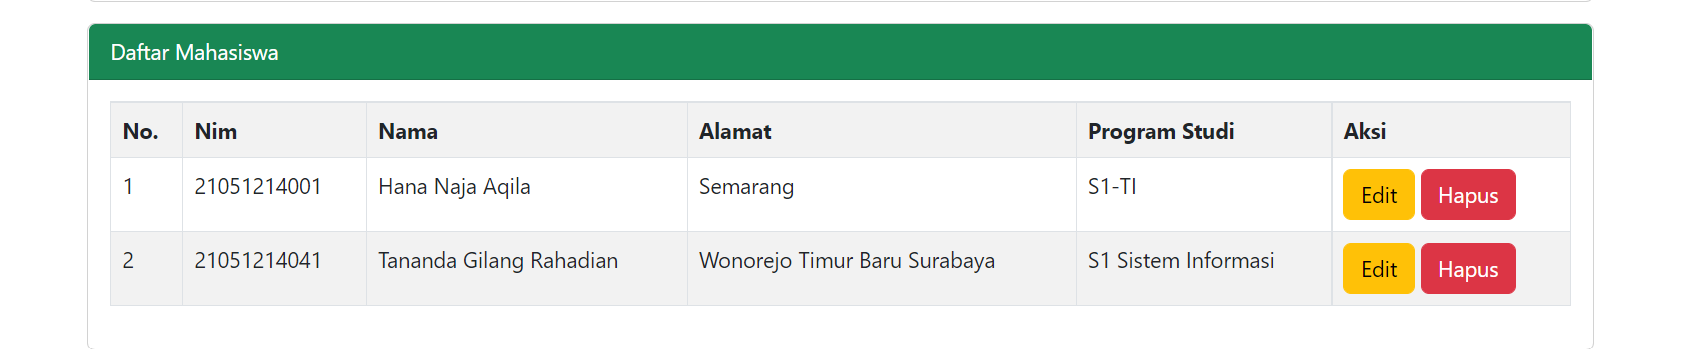 Daftar Mahasiswa
No. Nim Nama Alamat Program Studi Aksi
1 21051214001 Hana Naja Aqila Semarang S1-TI Edit Hapus
2 21051214041 Tananda Gilang Rahadian Wonorejo Timur Baru Surabaya S1 Sistem Informasi Edit Hapus